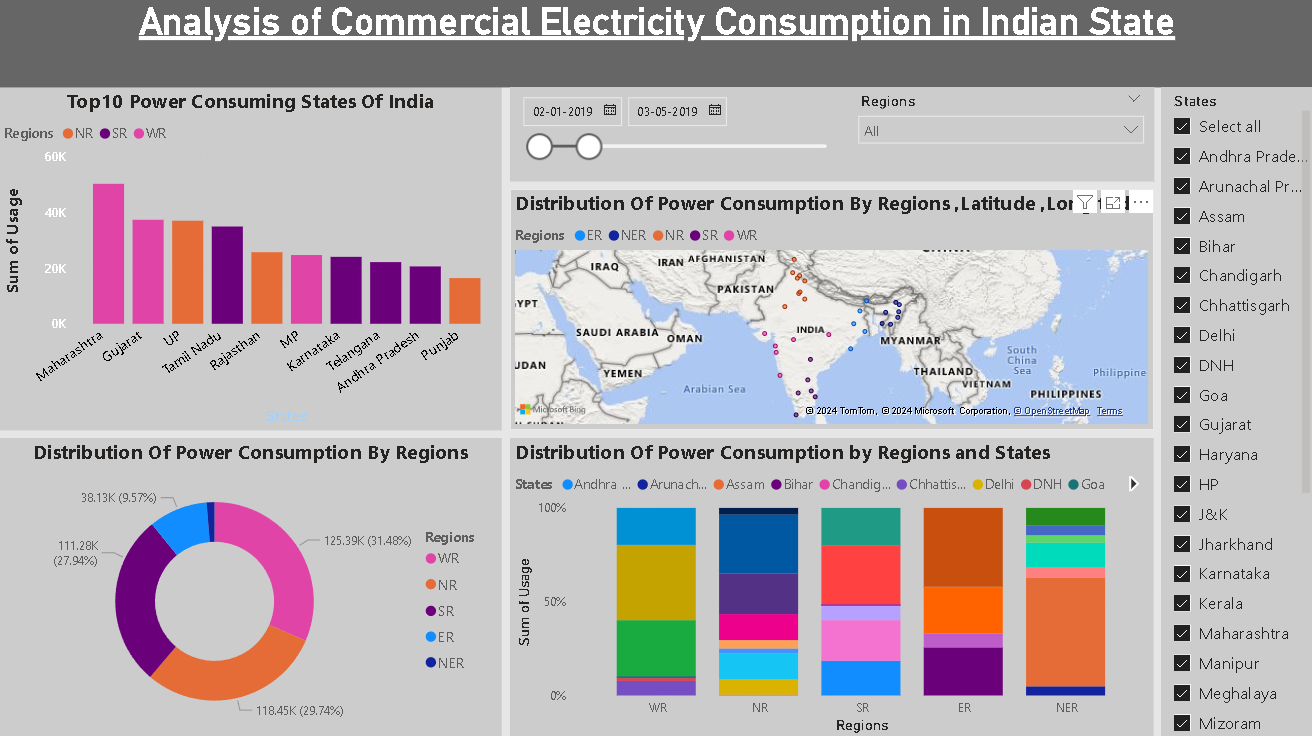 Analysis of Commercial Electricity Consumption in Indian State
Top10 Power Consuming States Of India
Regions NR SR WR
Sum of Usage
60K
40K
20K
0K
Maharashtra
Gujarat
UP
Tamil Nadu
Rajasthan
MP
Karnataka
Telangana
Andhra Pradesh
Punjab
02-01-2019
03-05-2019
Regions
All
Distribution Of Power Consumption By Regions ,Latitude ,
Regions ER NER NR SR WR
CHINA
IRAQ
IRAN
AFGHANISTAN
PAKISTAN
SAUDI ARABIA
OMAN
INDIA
MYANMAR
YEMEN
Arabian Sea
THAILAND
VIETNAM
South
China
Sea
PHILIPPINES
Philippine
Microsoft Bing
© 2024 TomTom, © 2024 Microsoft Corporation, © OpenStreetMap Terms
Distribution Of Power Consumption By Regions
38.13K (9.57%)
111.28K
(27.94%)
125.39K (31.48%)
118.45K (29.74%)
Regions
WR
NR
SR
ER
NER
Distribution Of Power Consumption by Regions and States
States Andhra ... Arunach... Assam Bihar Chandig... Chhattis... Delhi DNH Goa
Sum of Usage
100%
50%
0%
WR
NR
SR
ER
NER
Regions
States
Select all
Andhra Prade...
Arunachal Pr...
Assam
Bihar
Chandigarh
Chhattisgarh
Delhi
DNH
Goa
Gujarat
Haryana
HP
J&K
Jharkhand
Karnataka
Kerala
Maharashtra
Manipur
Meghalaya
Mizoram